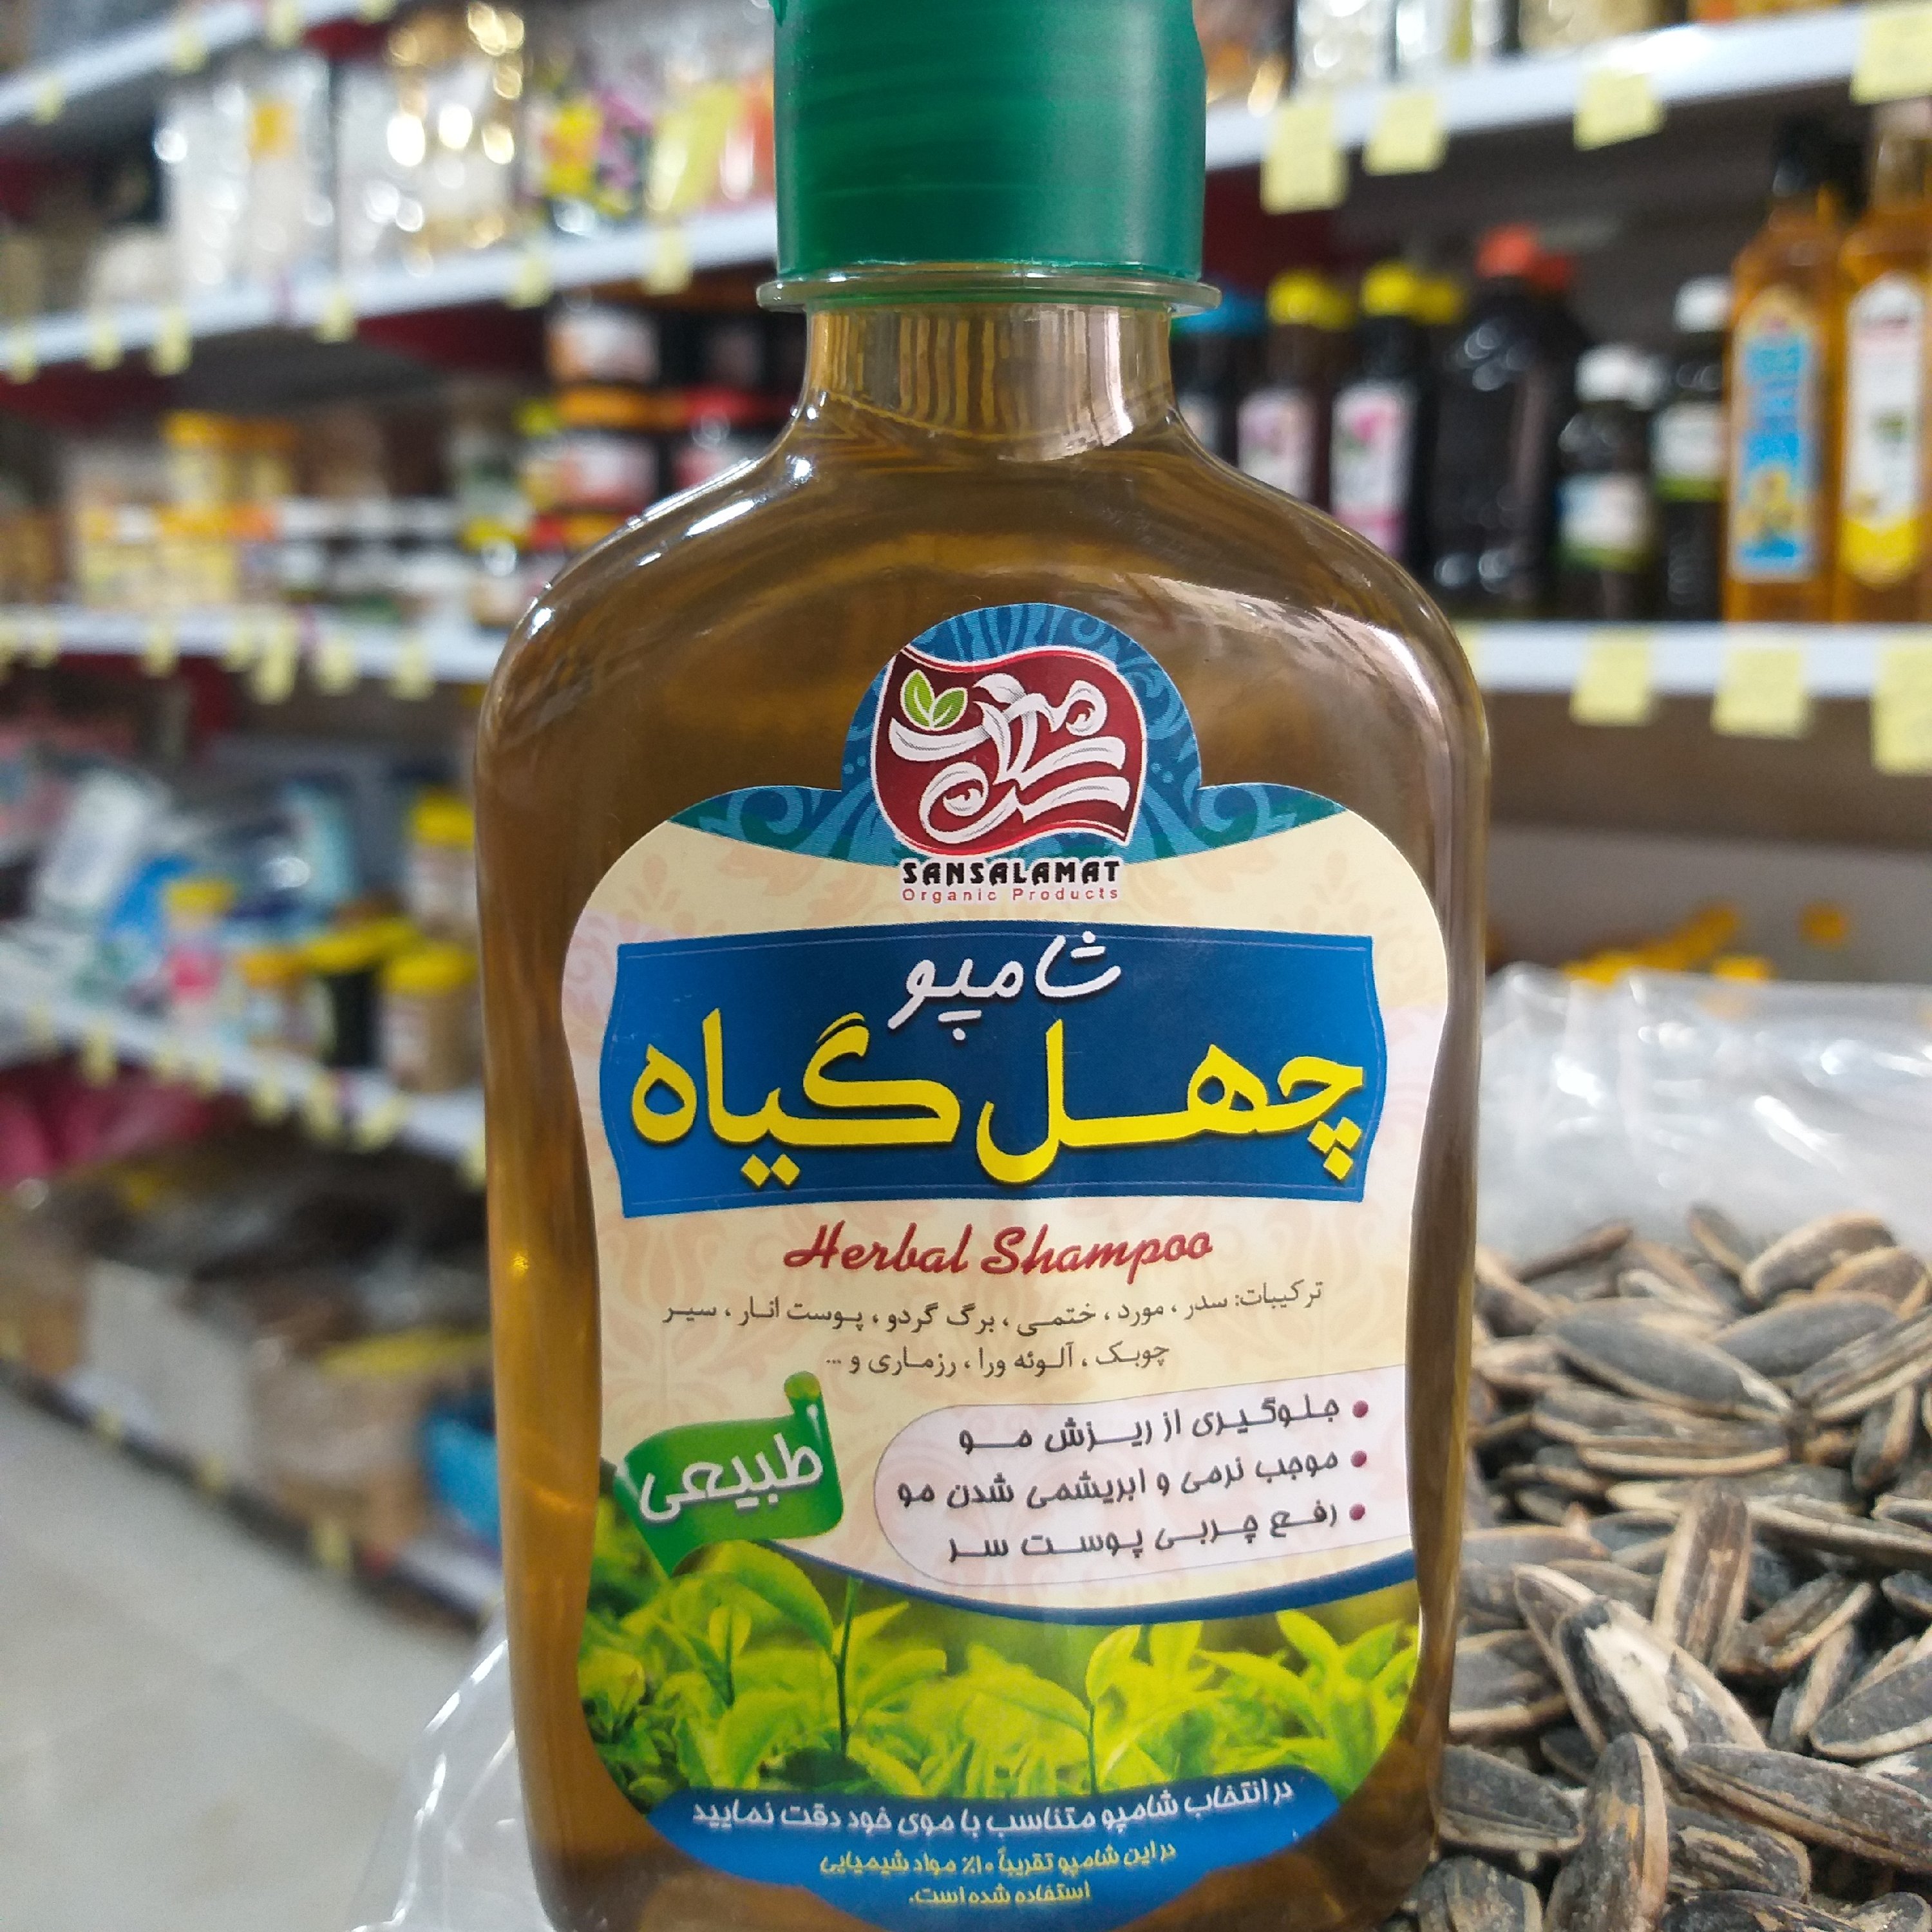 سان سلامت
SANSALAMAT
Organic Products
شامپو
چهل گیاه
Herbal Shampoo
ترکیبات: سدر ، مورد ، ختمی ، برگ گردو ، پوست انار ، سیر
چوبک ، آلوئه ورا ، رزماری و ...
طبیعی
• جلوگیری از ریزش مو
• موجب نرمی و ابریشمی شدن مو
• رفع چربی پوست سر
در انتخاب شامپو متناسب با موی خود دقت نمایید
در این شامپو تقریباً ۱۰٪ مواد شیمیایی
استفاده شده است.